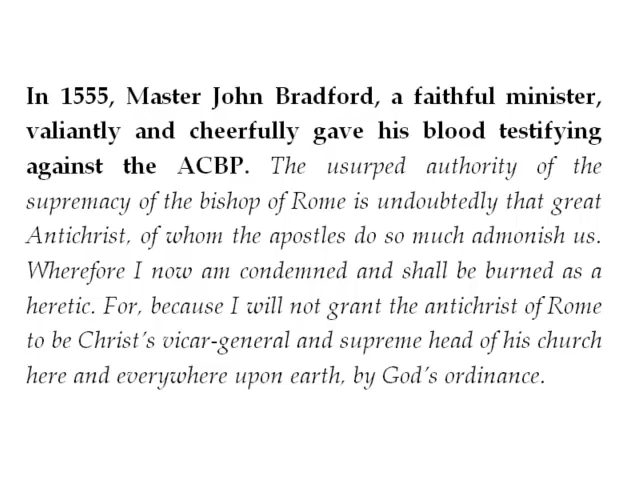 In 1555, Master John Bradford, a faithful minister,
valiantly and cheerfully gave his blood testifying
against the ACBP. The usurped authority of the
supremacy of the bishop of Rome is undoubtedly that great
Antichrist, of whom the apostles do so much admonish us.
Wherefore I now am condemned and shall be burned as a
heretic. For, because I will not grant the antichrist of Rome
to be Christ's vicar-general and supreme head of his church
here and everywhere upon earth, by God's ordinance.